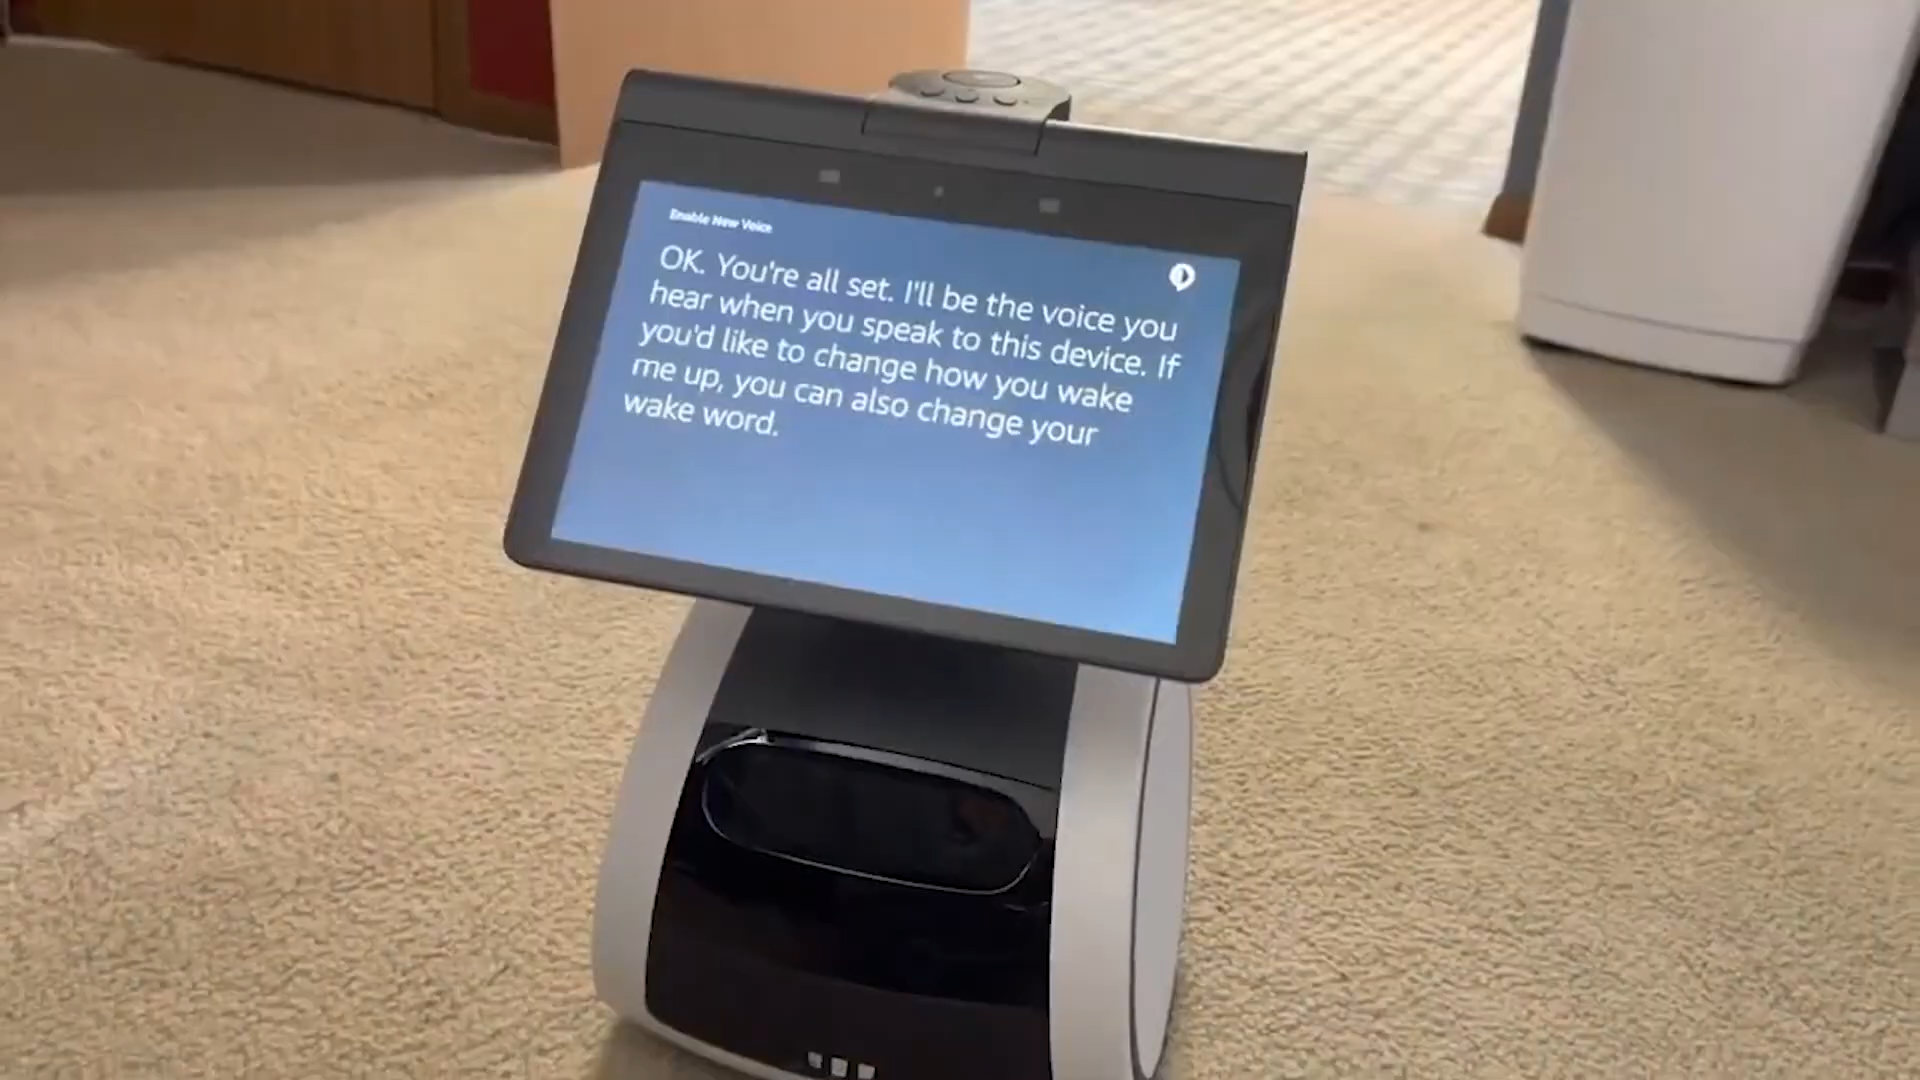 Enable New Voice
OK. You're all set. I'll be the voice you
hear when you speak to this device. If
you'd like to change how you wake
me up, you can also change your
wake word.